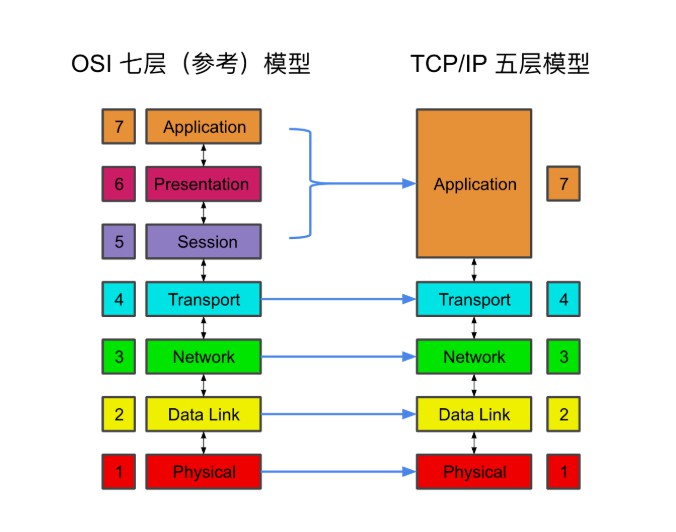 OSI 七层（参考）模型
TCP/IP 五层模型
7 Application
6 Presentation
5 Session
4 Transport
3 Network
2 Data Link
1 Physical
Application 7
Transport 4
Network 3
Data Link 2
Physical 1